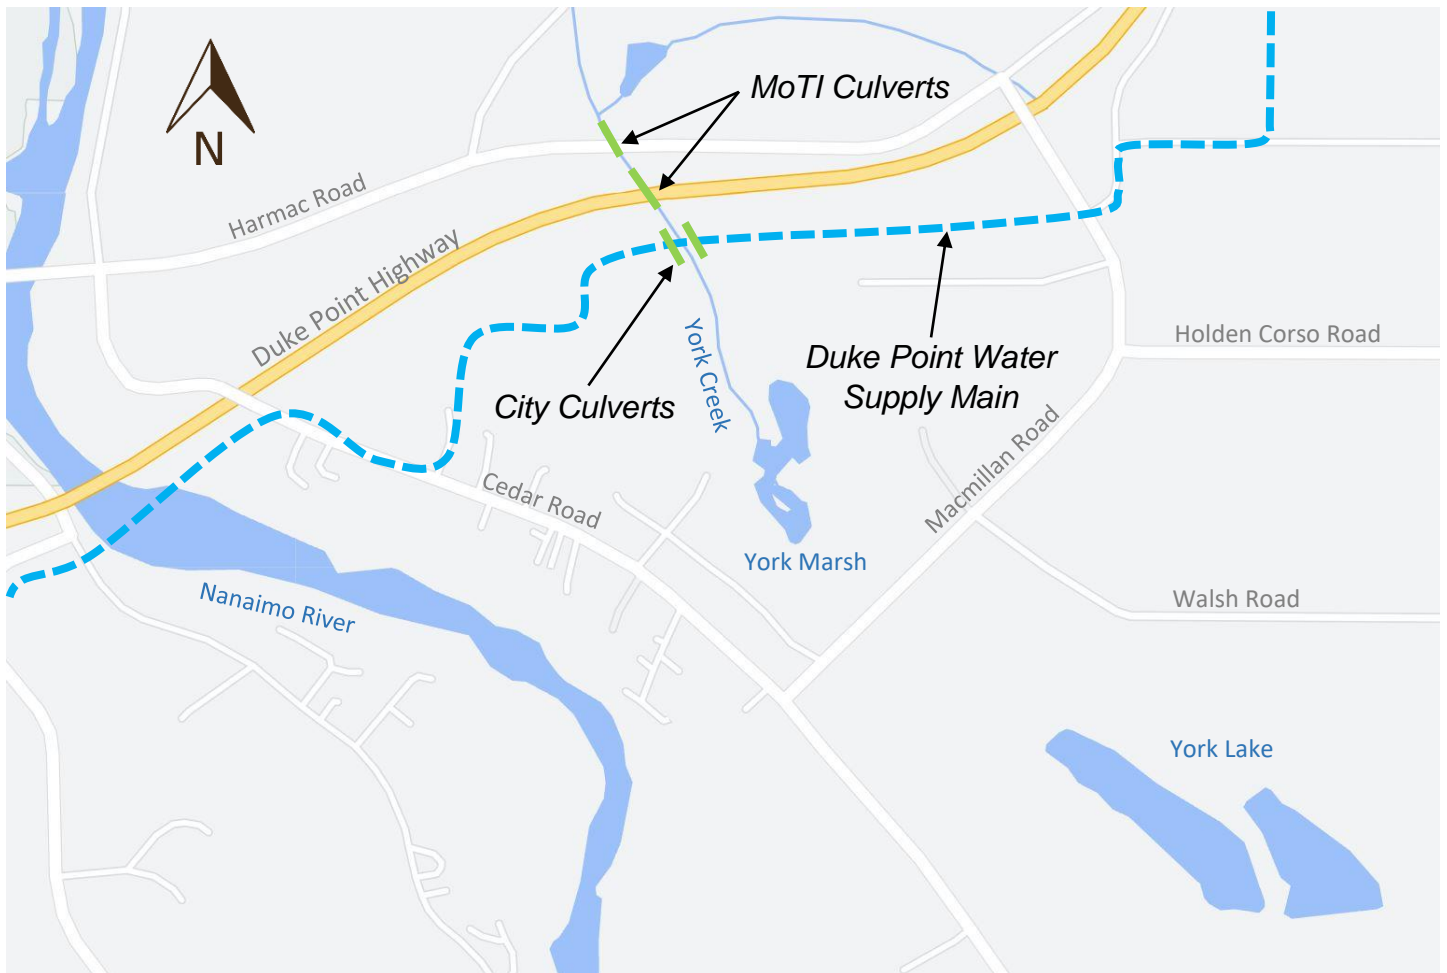 MoTI Culverts
N
Harmac Road
Duke Point Highway
York Creek
Holden Corso Road
Duke Point Water
Supply Main
City Culverts
Macmillan Road
Cedar Road
York Marsh
Nanaimo River
Walsh Road
York Lake